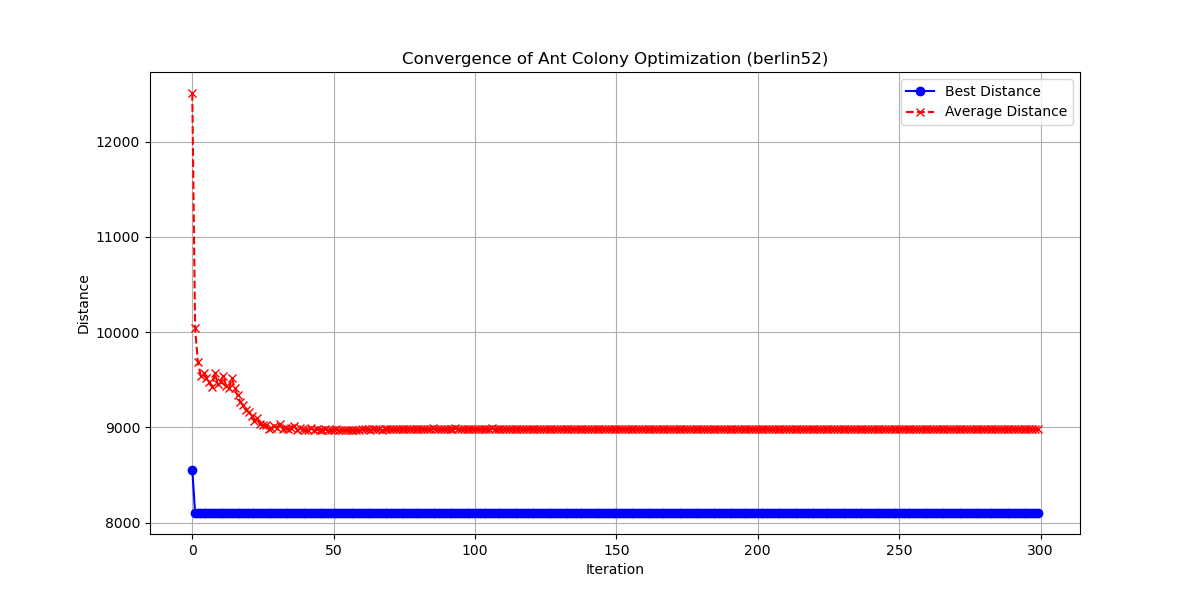 Convergence of Ant Colony Optimization (berlin52)
Best Distance
Average Distance
12000
11000
10000
9000
8000
Distance
0 50 100 150 200 250 300
Iteration